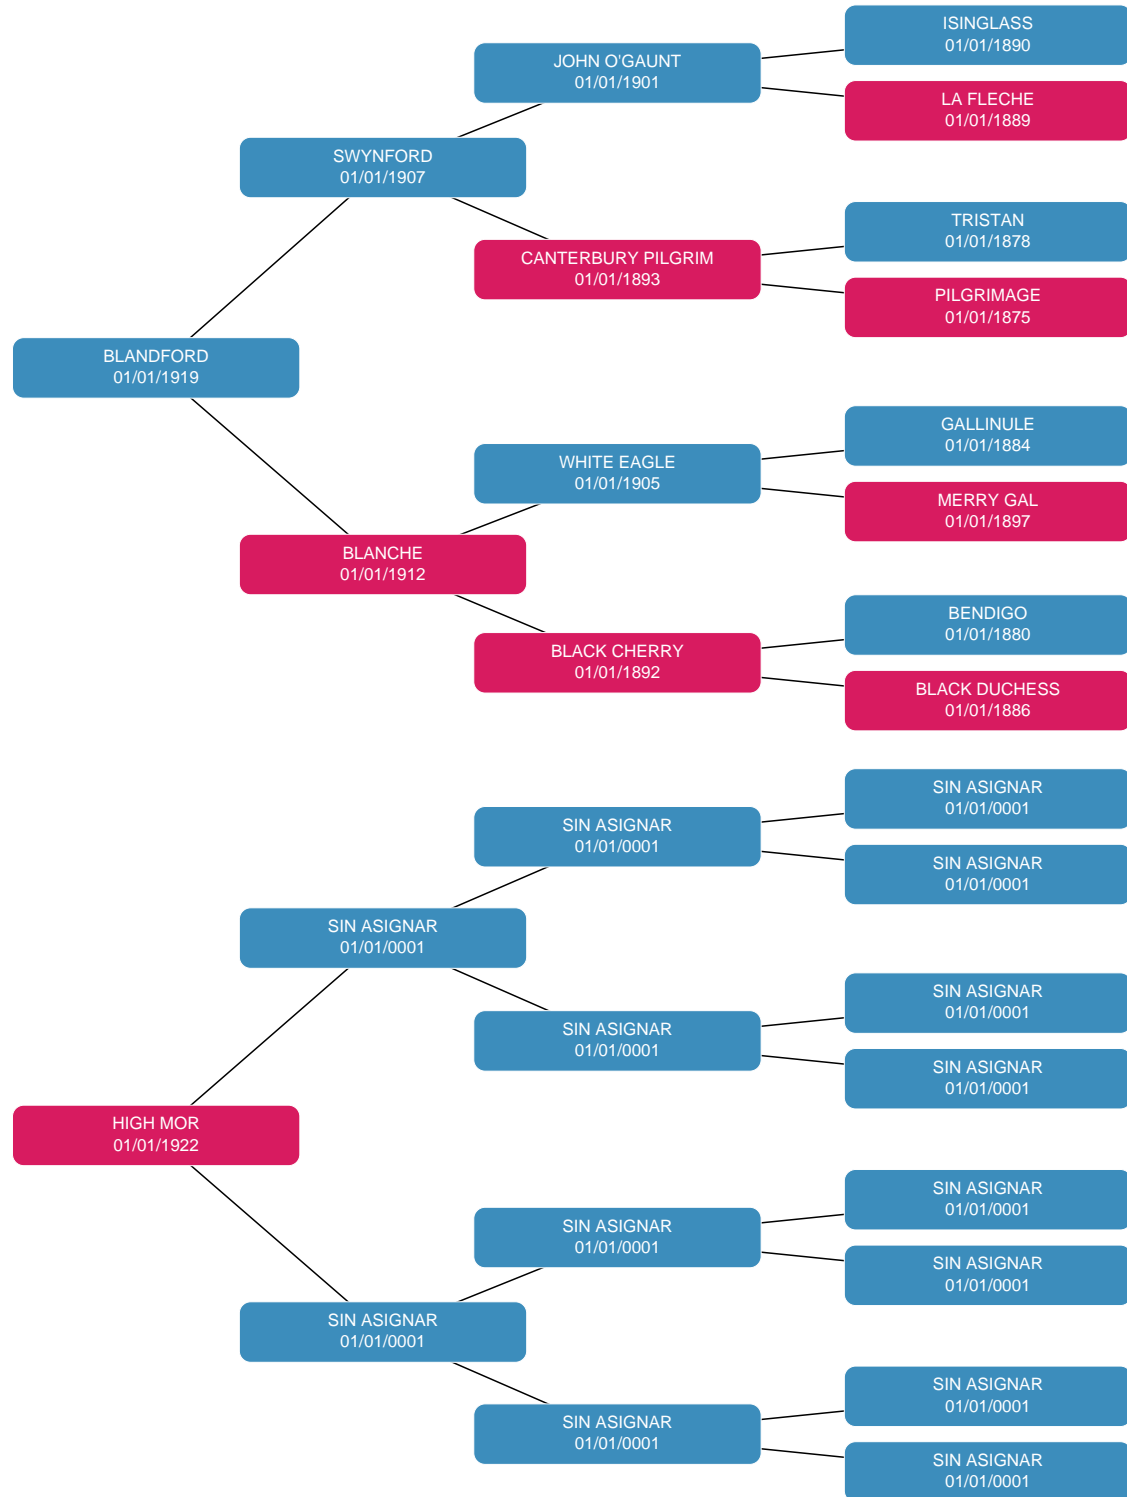 ISINGLASS
01/01/1890
JOHN O'GAUNT
01/01/1901
LA FLECHE
01/01/1889
SWYNFORD
01/01/1907
TRISTAN
01/01/1878
CANTERBURY PILGRIM
01/01/1893
PILGRIMAGE
01/01/1875
BLANDFORD
01/01/1919
GALLINULE
01/01/1884
WHITE EAGLE
01/01/1905
MERRY GAL
01/01/1897
BLANCHE
01/01/1912
BENDIGO
01/01/1880
BLACK CHERRY
01/01/1892
BLACK DUCHESS
01/01/1886
SIN ASIGNAR
01/01/0001
SIN ASIGNAR
01/01/0001
SIN ASIGNAR
01/01/0001
SIN ASIGNAR
01/01/0001
SIN ASIGNAR
01/01/0001
SIN ASIGNAR
01/01/0001
SIN ASIGNAR
01/01/0001
HIGH MOR
01/01/1922
SIN ASIGNAR
01/01/0001
SIN ASIGNAR
01/01/0001
SIN ASIGNAR
01/01/0001
SIN ASIGNAR
01/01/0001
SIN ASIGNAR
01/01/0001
SIN ASIGNAR
01/01/0001
SIN ASIGNAR
01/01/0001